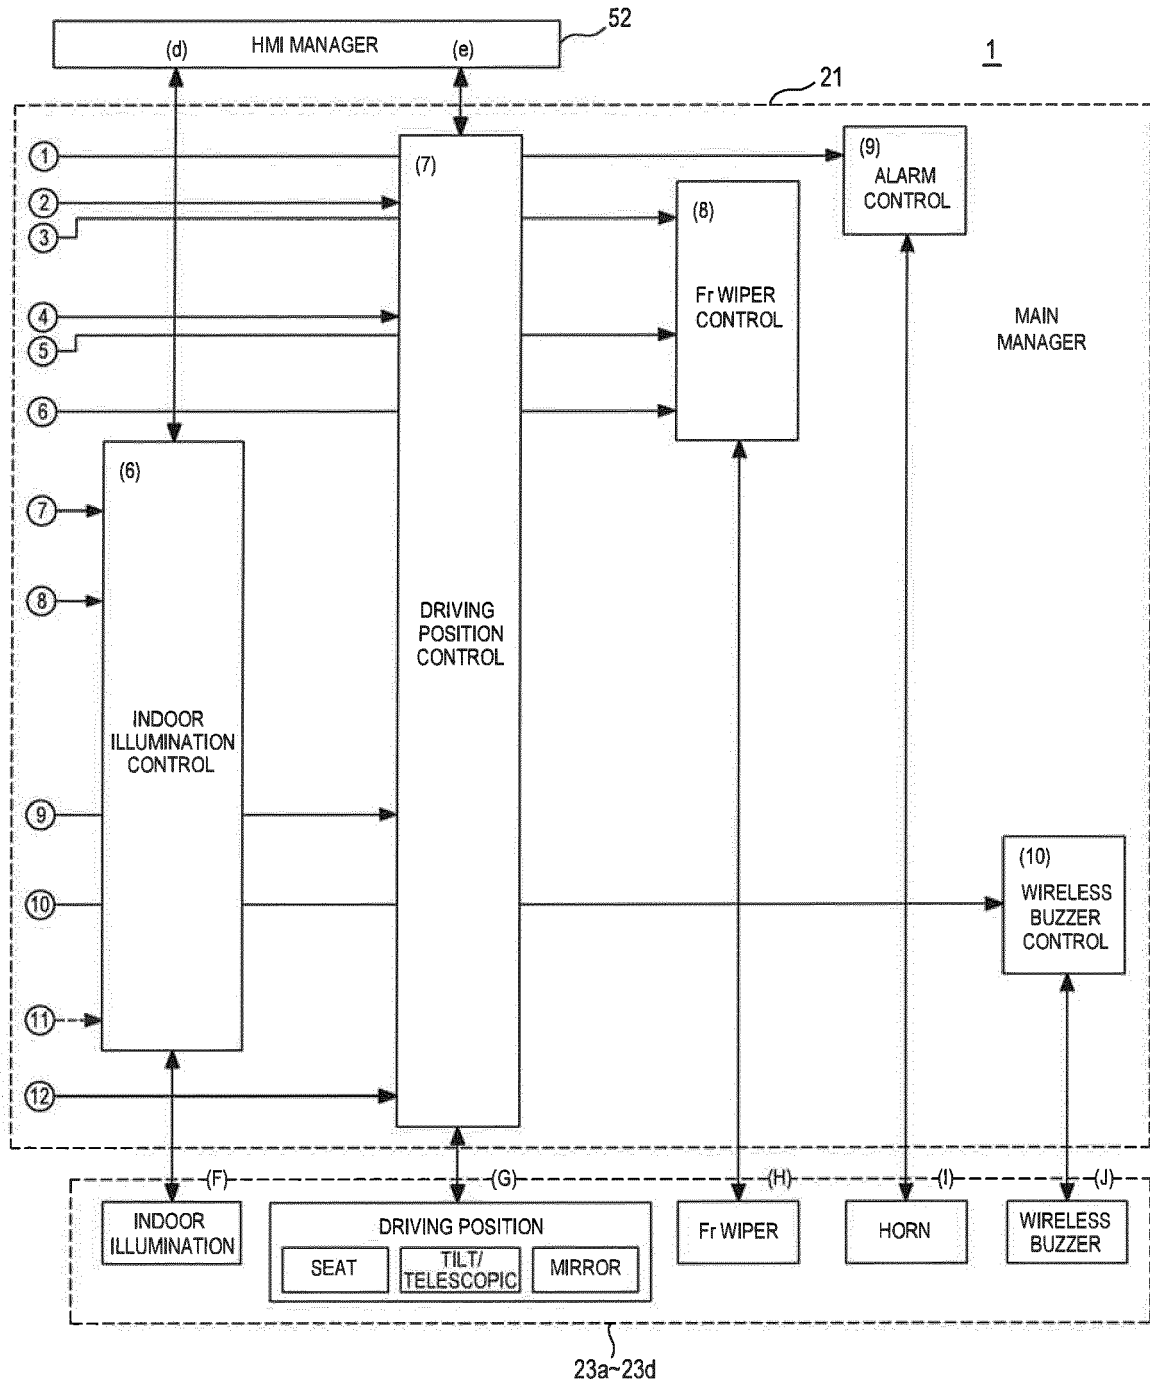 52
HMI MANAGER
(d)
(e)
1
21
①
②
③
④
⑤
⑥
⑦
⑧
⑨
⑩
⑪
⑫
(6)
INDOOR
ILLUMINATION
CONTROL
(7)
DRIVING
POSITION
CONTROL
(8)
Fr WIPER
CONTROL
(9)
ALARM
CONTROL
MAIN
MANAGER
(10)
WIRELESS
BUZZER
CONTROL
(F)
(G)
(H)
(I)
(J)
INDOOR
ILLUMINATION
DRIVING POSITION
SEAT
TILT/
TELESCOPIC
MIRROR
Fr WIPER
HORN
WIRELESS
BUZZER
23a~23d